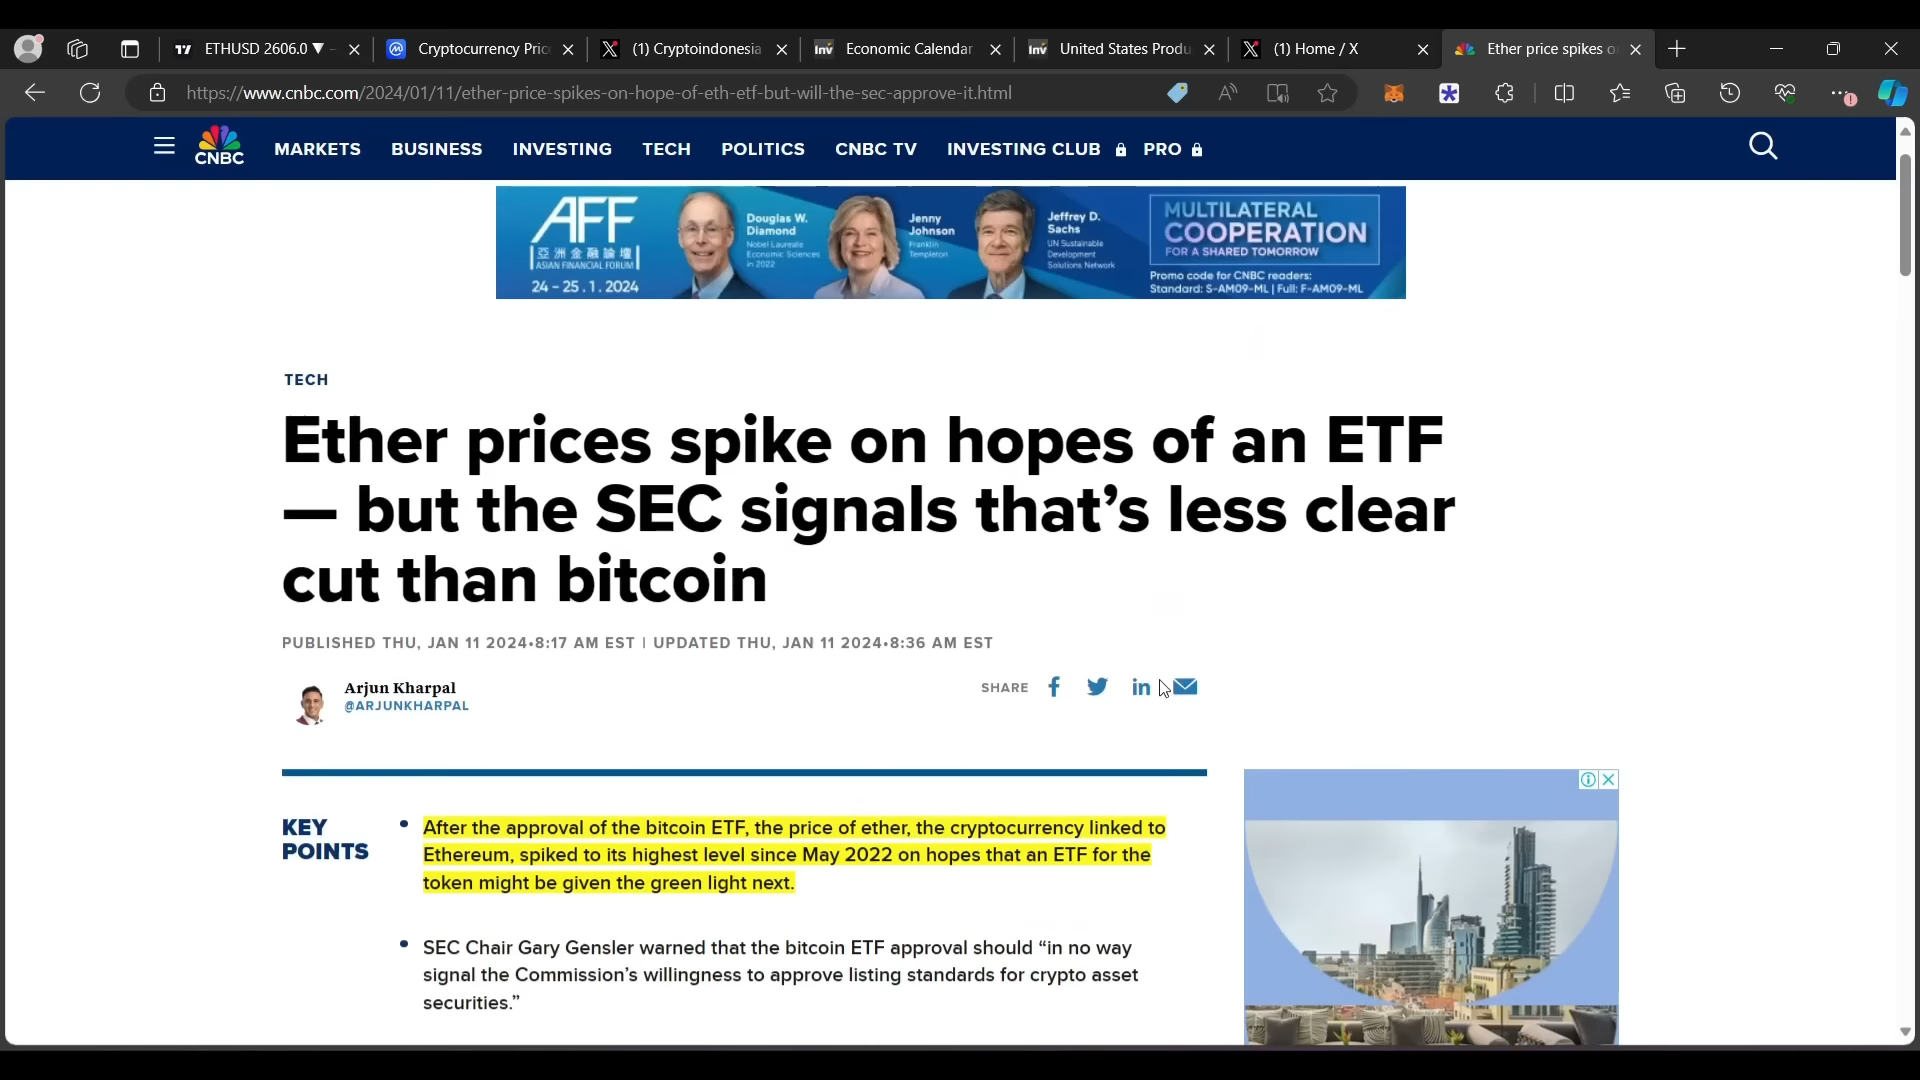 ETHUSD 2606.0 ▼
Cryptocurrency Pric
(1) Cryptoindonesia
Inv
Economic Calendar
Inv
United States Produ
(1) Home / X
Ether price spikes o
https://www.cnbc.com/2024/01/11/ether-price-spikes-on-hope-of-eth-etf-but-will-the-sec-approve-it.html
CNBC
MARKETS
BUSINESS
INVESTING
TECH
POLITICS
CNBC TV
INVESTING CLUB
PRO
AFF
亞洲金融論壇
ASIAN FINANCIAL FORUM
24 – 25 . 1 . 2024
Douglas W.
Diamond
Nobel Laureate
Economic Sciences
in 2022
Jenny
Johnson
Franklin
Templeton
Jeffrey D.
Sachs
UN Sustainable
Development
Solutions Network
MULTILATERAL
COOPERATION
FOR A SHARED TOMORROW
Promo code for CNBC readers:
Standard: S-AM09-ML | Full: F-AM09-ML
TECH
Ether prices spike on hopes of an ETF
— but the SEC signals that’s less clear
cut than bitcoin
PUBLISHED THU, JAN 11 2024•8:17 AM EST | UPDATED THU, JAN 11 2024•8:36 AM EST
Arjun Kharpal
@ARJUNKHARPAL
SHARE
KEY
POINTS
• After the approval of the bitcoin ETF, the price of ether, the cryptocurrency linked to
Ethereum, spiked to its highest level since May 2022 on hopes that an ETF for the
token might be given the green light next.
• SEC Chair Gary Gensler warned that the bitcoin ETF approval should “in no way
signal the Commission’s willingness to approve listing standards for crypto asset
securities.”